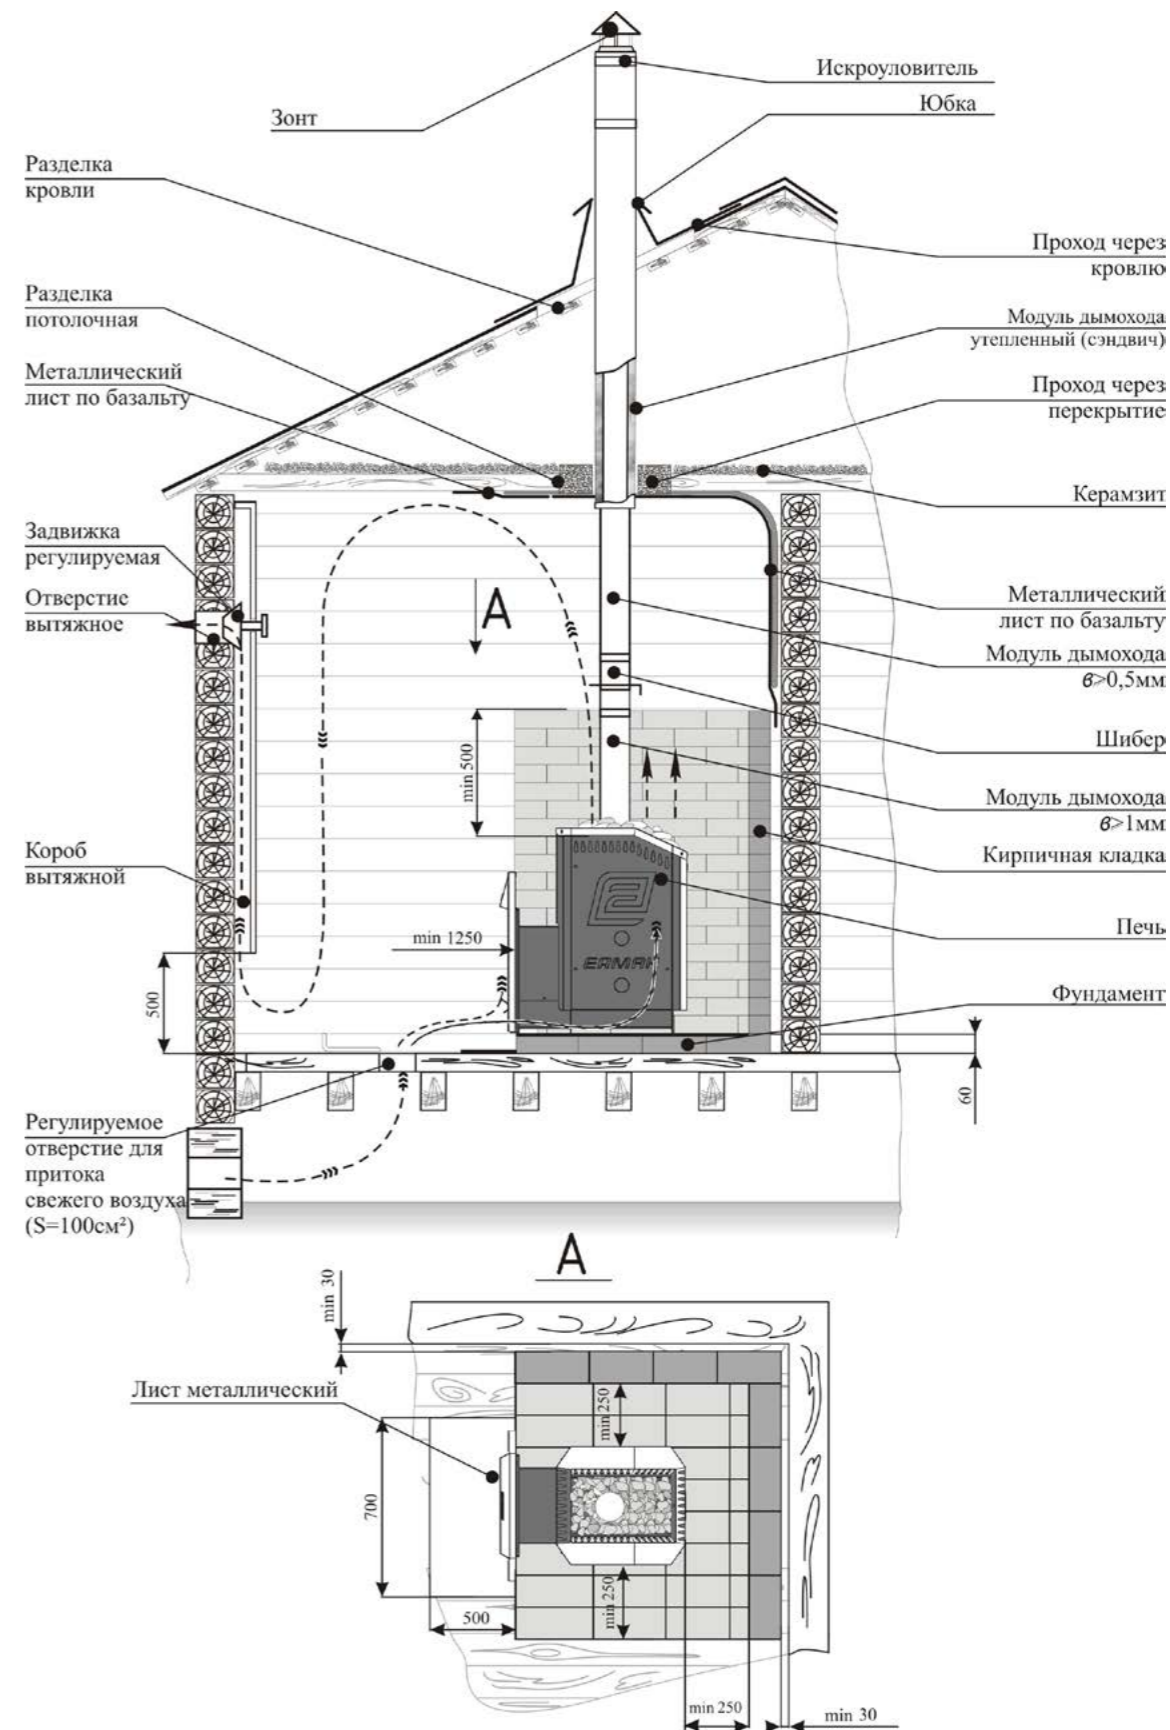 Искроуловитель
Юбка
Зонт
Разделка
кровли
Проход через
кровлю
Разделка
потолочная
Модуль дымохода
утепленный (сэндвич)
Металлический
лист по базальту
Проход через
перекрытие
Керамзит
Задвижка
регулируемая
Отверстие
вытяжное
А
Металлический
лист по базальту
Модуль дымохода
в>0,5мм
min 500
Шибер
Модуль дымохода
в>1мм
Короб
вытяжной
Кирпичная кладка
Печь
min 1250
ЕРМАК
500
Фундамент
60
Регулируемое
отверстие для
притока
свежего воздуха
(S=100см²)
А
min 30
Лист металлический
min 250
700
500
min 250
min 250
min 30